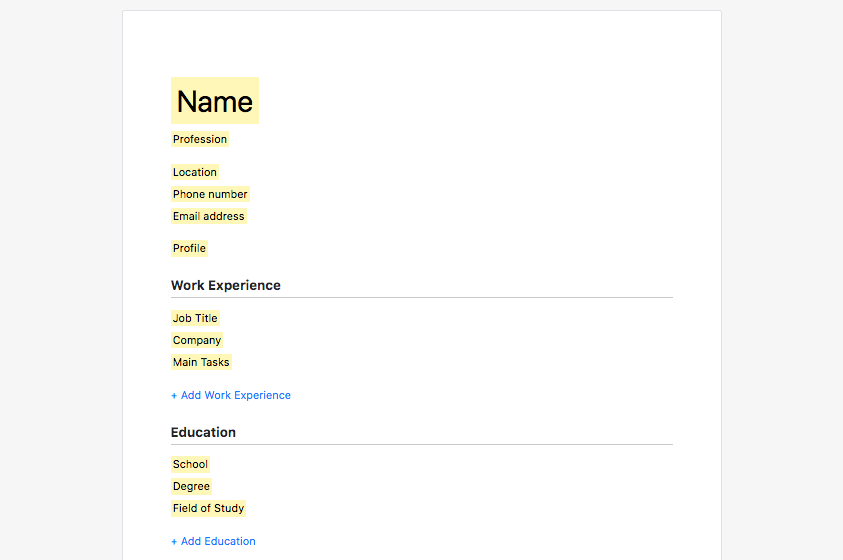 Name
Profession
Location
Phone number
Email address
Profile
Work Experience
Job Title
Company
Main Tasks
+ Add Work Experience
Education
School
Degree
Field of Study
+ Add Education